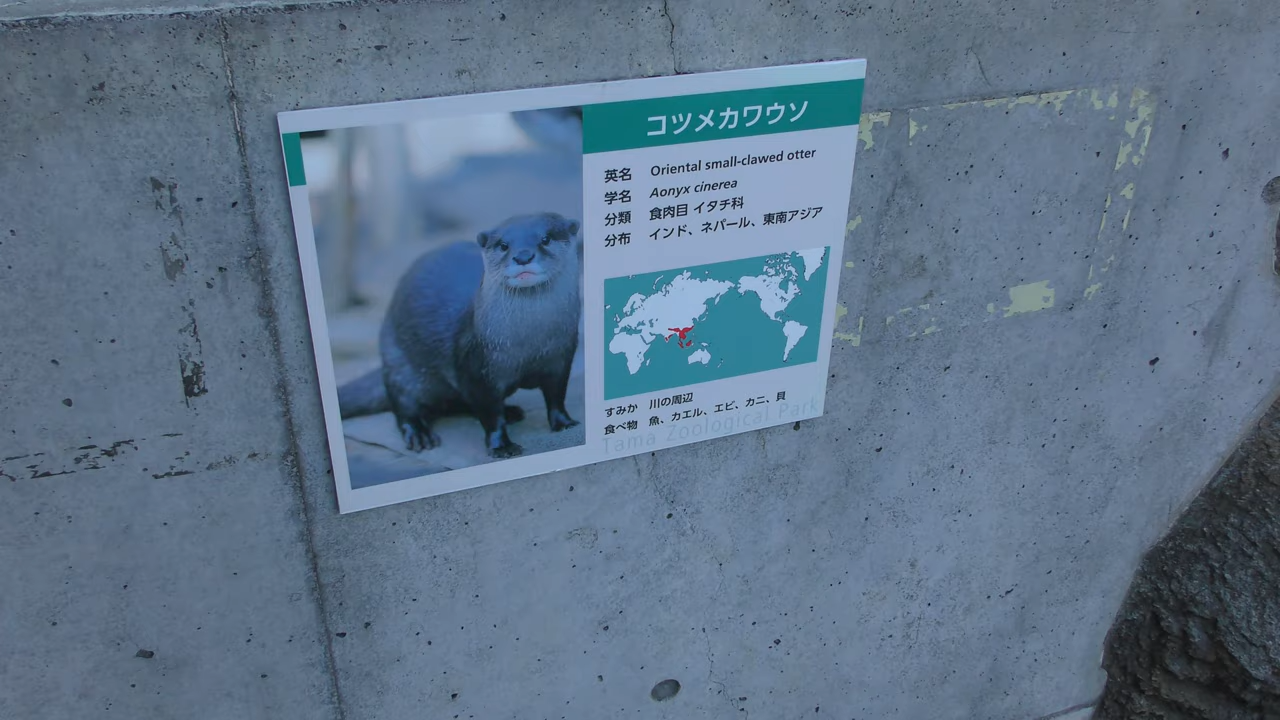 コツメカワウソ
英名 Oriental small-clawed otter
学名 Aonyx cinerea
分類 食肉目 イタチ科
分布 インド、ネパール、東南アジア
すみか 川の周辺
食べ物 魚、カエル、エビ、カニ、貝
Tama Zoological Park